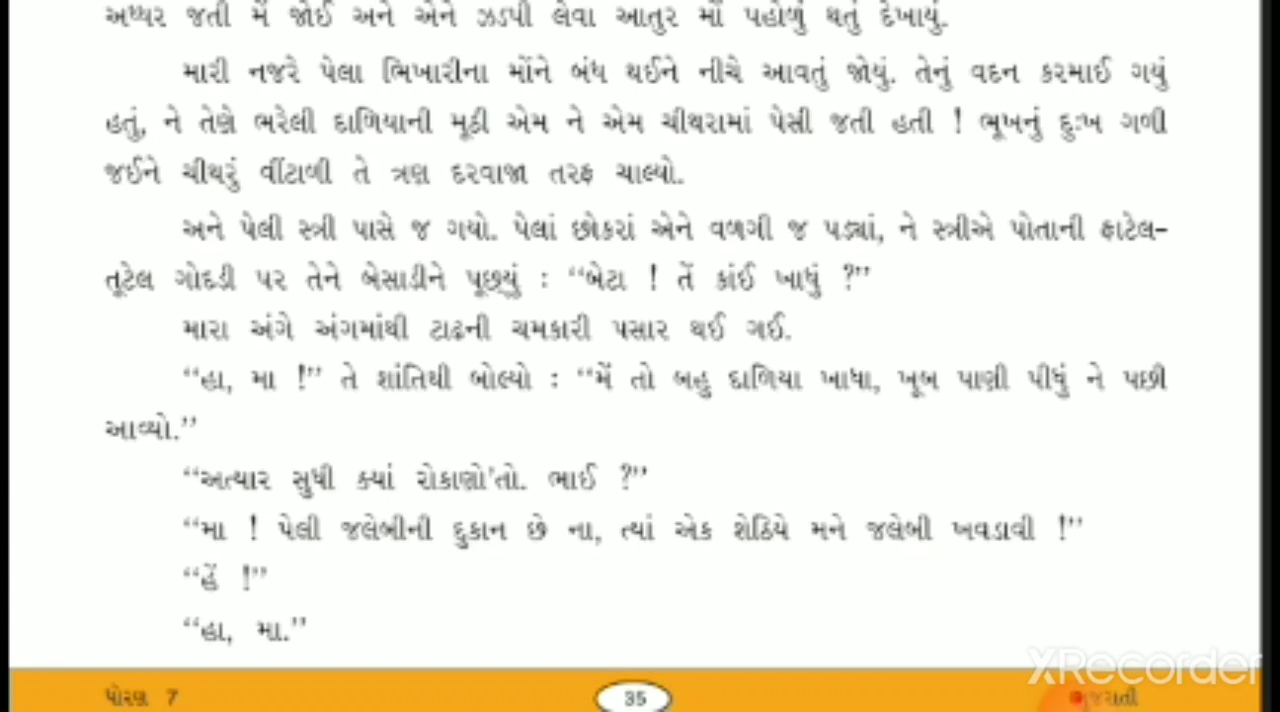 અધ્ધર જતી મેં જોઈ અને એને ઝડપી લેવા આતુર મોં પહોળું થતું દેખાયું.
મારી નજરે પેલા ભિખારીના મોંને બંધ થઈને નીચે આવતું જોયું. તેનું વદન કરમાઈ ગયું
હતું, ને તેણે ભરેલી દાળિયાની મૂઠી એમ ને એમ ચીથરામાં પેસી જતી હતી ! ભૂખનું દુઃખ ગળી
જઈને ચીથરું વીંટાળી તે ત્રણ દરવાજા તરફ ચાલ્યો.
અને પેલી સ્ત્રી પાસે જ ગયો. પેલાં છોકરાં એને વળગી જ પડ્યાં, ને સ્ત્રીએ પોતાની ફાટેલ-
તૂટેલ ગોદડી પર તેને બેસાડીને પૂછ્યું : “બેટા ! તેં કાંઈ ખાધું ?”
મારા અંગે અંગમાંથી ટાઢની ચમકારી પસાર થઈ ગઈ.
“હા, મા !” તે શાંતિથી બોલ્યો : “મેં તો બહુ દાળિયા ખાધા, ખૂબ પાણી પીધું ને પછી
આવ્યો.”
“અત્યાર સુધી ક્યાં રોકાણો’તો. ભાઈ ?”
“મા ! પેલી જલેબીની દુકાન છે ના, ત્યાં એક શેઠિયે મને જલેબી ખવડાવી !”
“હેં !”
“હા, મા.”
XRecorder
ધોરણ 7 35 ગુજરાતી